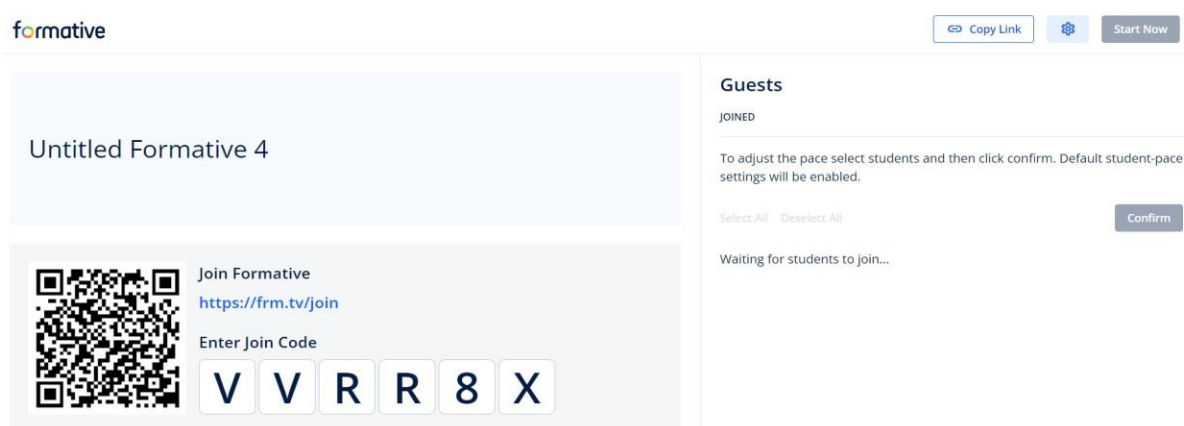 formative
Copy Link
Start Now
Untitled Formative 4
Join Formative
https://frm.tv/join
Enter Join Code
V V R R 8 X
Guests
JOINED
To adjust the pace select students and then click confirm. Default student-pace
settings will be enabled.
Select All Deselect All
Confirm
Waiting for students to join...